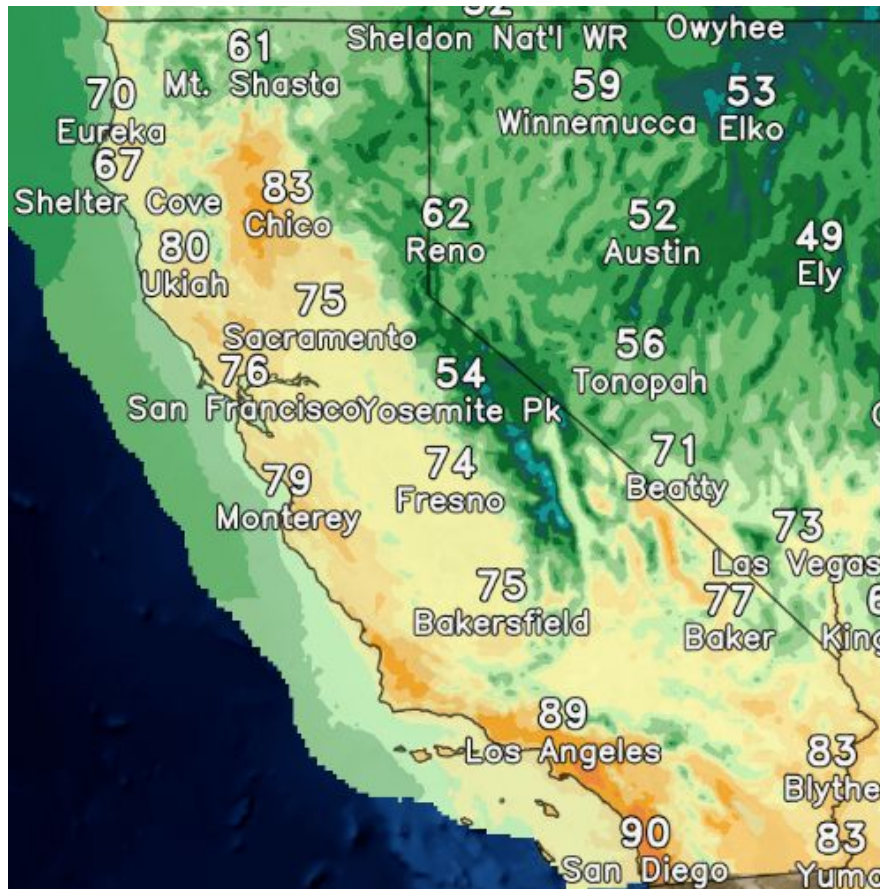 Sheldon Nat'l WR
Owyhee
61
Mt. Shasta
59
Winnemucca
53
Elko
70
Eureka
67
Shelter Cove
83
Chico
62
Reno
52
Austin
49
Ely
80
Ukiah
75
Sacramento
56
Tonopah
76
San Francisco
54
Yosemite Pk
79
Monterey
74
Fresno
71
Beatty
73
Las Vegas
75
Bakersfield
77
Baker
King
89
Los Angeles
83
Blythe
90
San Diego
83
Yuma